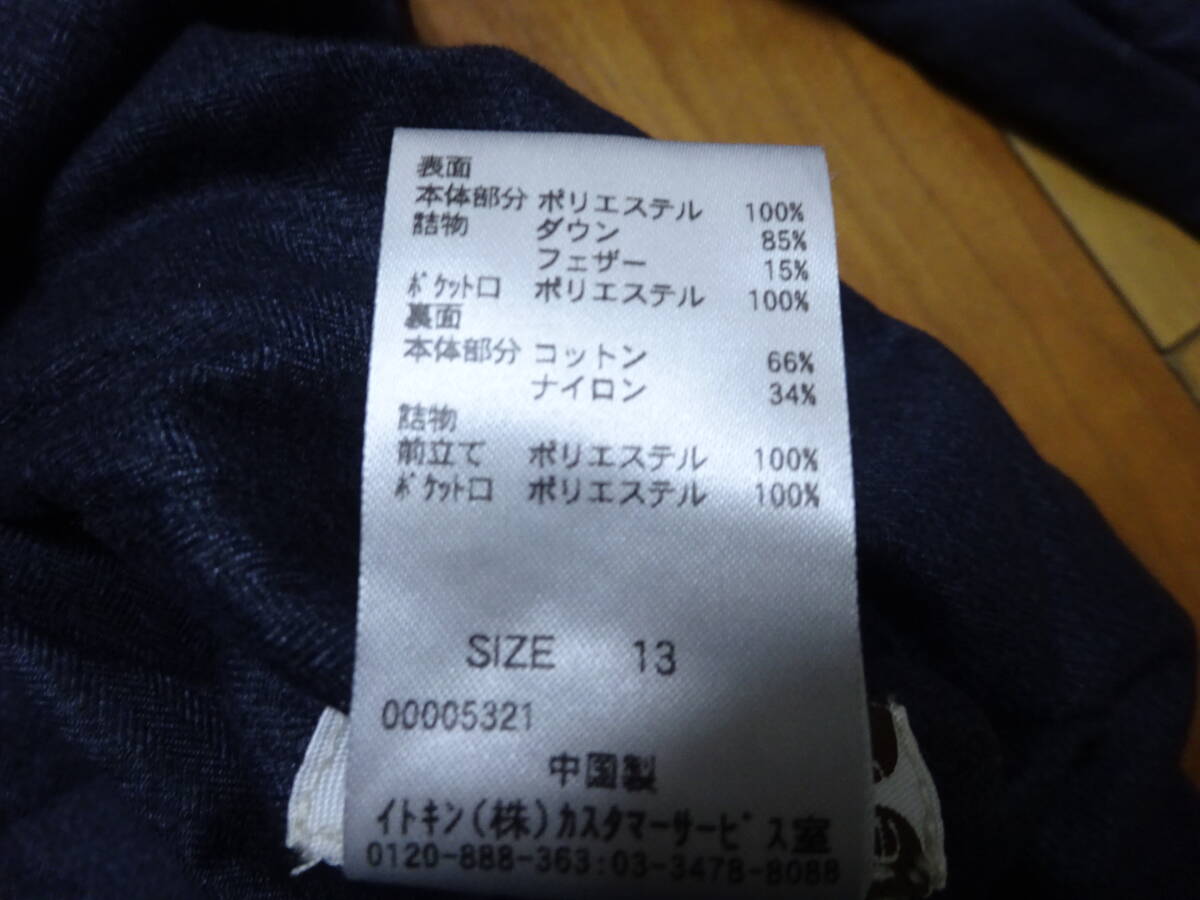 表面
本体部分 ポリエステル 100%
詰物 ダウン 85%
フェザー 15%
ﾎﾟｹｯﾄ口 ポリエステル 100%
裏面
本体部分 コットン 66%
ナイロン 34%
詰物
前立て ポリエステル 100%
ﾎﾟｹｯﾄ口 ポリエステル 100%
SIZE 13
00005321
中国製
イトキン(株)カスタマーサービス室
0120-888-363:03-3478-8088